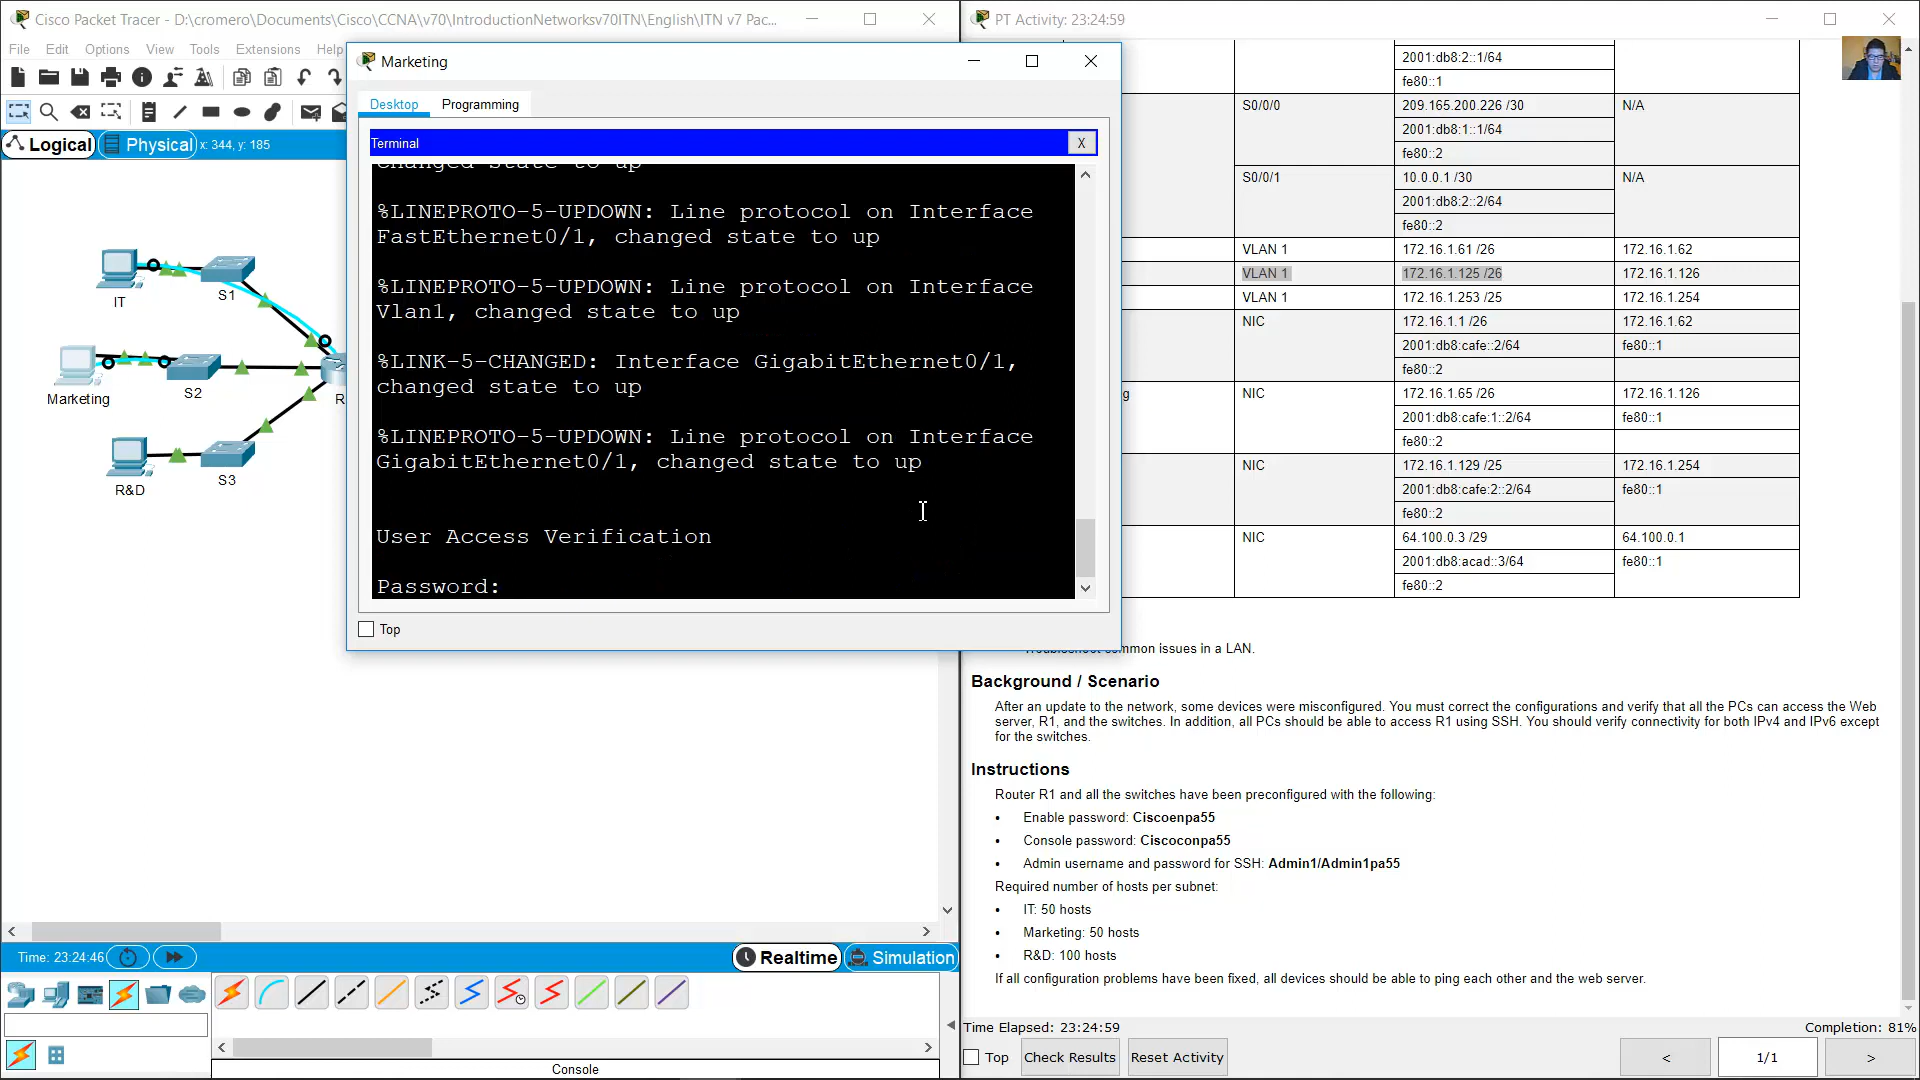 Cisco Packet Tracer - D:\cromero\Documents\Cisco\CCNA\v70\IntroductionNetworksv70ITN\English\ITN v7 Pac...
File Edit Options View Tools Extensions Help
Logical
Physical
x: 344, y: 185
IT
S1
Marketing
S2
R
R&D
S3
Marketing
Desktop
Programming
Terminal
X
changed state to up
%LINEPROTO-5-UPDOWN: Line protocol on Interface
FastEthernet0/1, changed state to up
%LINEPROTO-5-UPDOWN: Line protocol on Interface
Vlan1, changed state to up
%LINK-5-CHANGED: Interface GigabitEthernet0/1,
changed state to up
%LINEPROTO-5-UPDOWN: Line protocol on Interface
GigabitEthernet0/1, changed state to up
User Access Verification
Password:
Top
Time: 23:24:46
Realtime
Simulation
Console
PT Activity: 23:24:59
2001:db8:2::1/64
fe80::1
S0/0/0 209.165.200.226 /30 N/A
2001:db8:1::1/64
fe80::2
S0/0/1 10.0.0.1 /30 N/A
2001:db8:2::2/64
fe80::2
VLAN 1 172.16.1.61 /26 172.16.1.62
VLAN 1 172.16.1.125 /26 172.16.1.126
VLAN 1 172.16.1.253 /25 172.16.1.254
NIC 172.16.1.1 /26 172.16.1.62
2001:db8:cafe::2/64 fe80::1
fe80::2
g NIC 172.16.1.65 /26 172.16.1.126
2001:db8:cafe:1::2/64 fe80::1
fe80::2
NIC 172.16.1.129 /25 172.16.1.254
2001:db8:cafe:2::2/64 fe80::1
fe80::2
NIC 64.100.0.3 /29 64.100.0.1
2001:db8:acad::3/64 fe80::1
fe80::2
Troubleshoot common issues in a LAN.
Background / Scenario
After an update to the network, some devices were misconfigured. You must correct the configurations and verify that all the PCs can access the Web
server, R1, and the switches. In addition, all PCs should be able to access R1 using SSH. You should verify connectivity for both IPv4 and IPv6 except
for the switches.
Instructions
Router R1 and all the switches have been preconfigured with the following:
• Enable password: Ciscoenpa55
• Console password: Ciscoconpa55
• Admin username and password for SSH: Admin1/Admin1pa55
Required number of hosts per subnet:
• IT: 50 hosts
• Marketing: 50 hosts
• R&D: 100 hosts
If all configuration problems have been fixed, all devices should be able to ping each other and the web server.
Time Elapsed: 23:24:59
Completion: 81%
Top
Check Results
Reset Activity
<
1/1
>